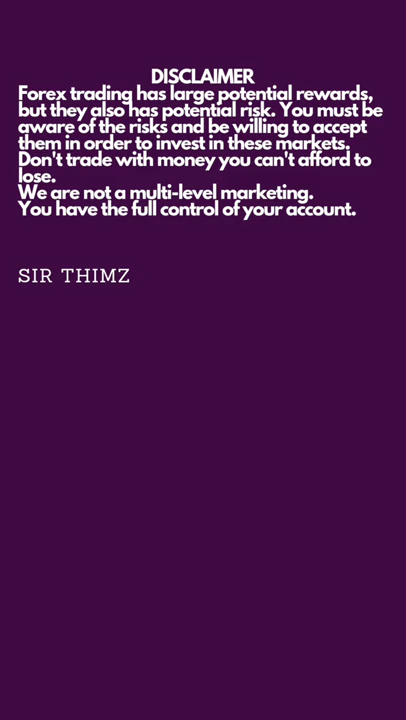 DISCLAIMER
Forex trading has large potential rewards,
but they also has potential risk. You must be
aware of the risks and be willing to accept
them in order to invest in these markets.
Don't trade with money you can't afford to
lose.
We are not a multi-level marketing.
You have the full control of your account.
SIR THIMZ